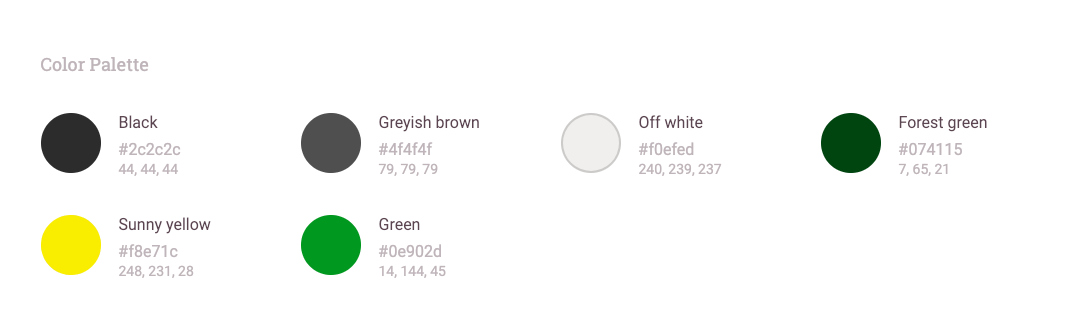 Color Palette
Black
#2c2c2c
44, 44, 44
Greyish brown
#4f4f4f
79, 79, 79
Off white
#f0efed
240, 239, 237
Forest green
#074115
7, 65, 21
Sunny yellow
#f8e71c
248, 231, 28
Green
#0e902d
14, 144, 45